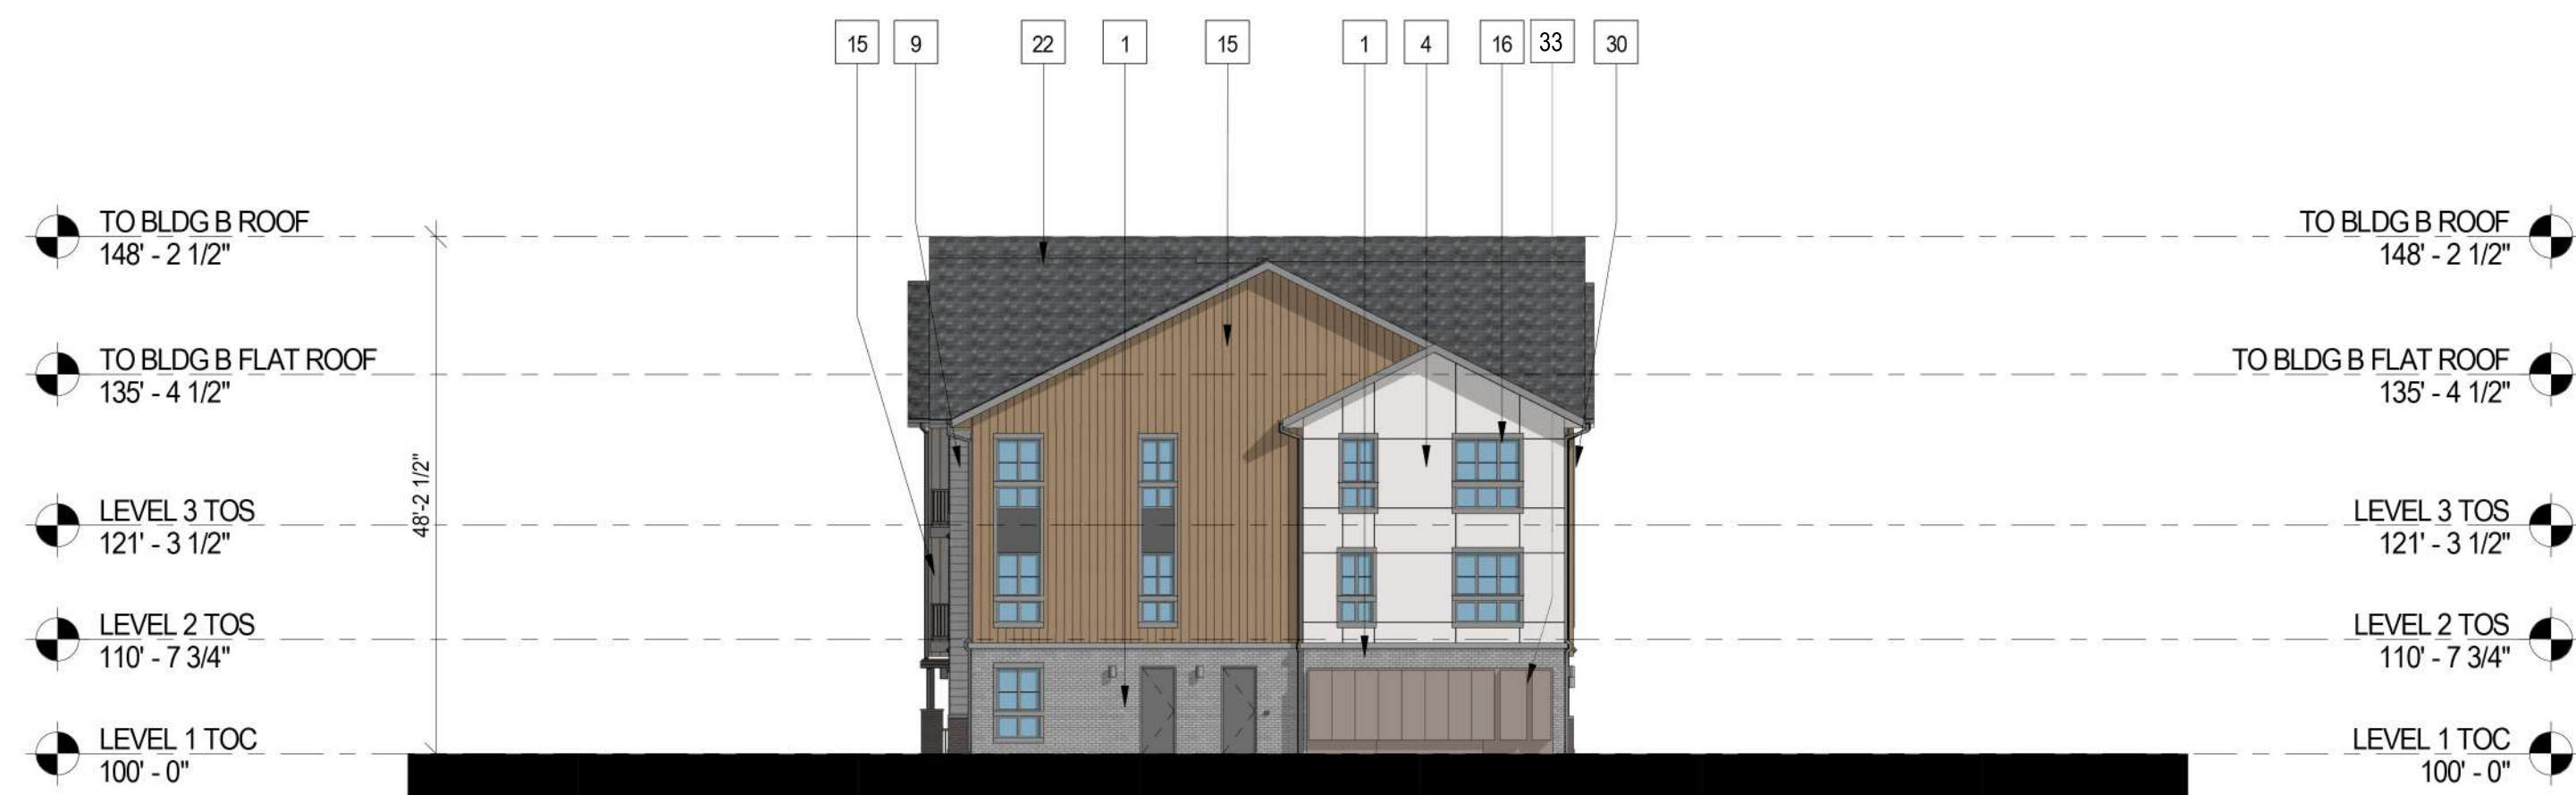 15 9 22 1 15 1 4 16 33 30
TO BLDG B ROOF
148' - 2 1/2"
TO BLDG B FLAT ROOF
135' - 4 1/2"
LEVEL 3 TOS
121' - 3 1/2"
LEVEL 2 TOS
110' - 7 3/4"
LEVEL 1 TOC
100' - 0"
48'-2 1/2"
TO BLDG B ROOF
148' - 2 1/2"
TO BLDG B FLAT ROOF
135' - 4 1/2"
LEVEL 3 TOS
121' - 3 1/2"
LEVEL 2 TOS
110' - 7 3/4"
LEVEL 1 TOC
100' - 0"